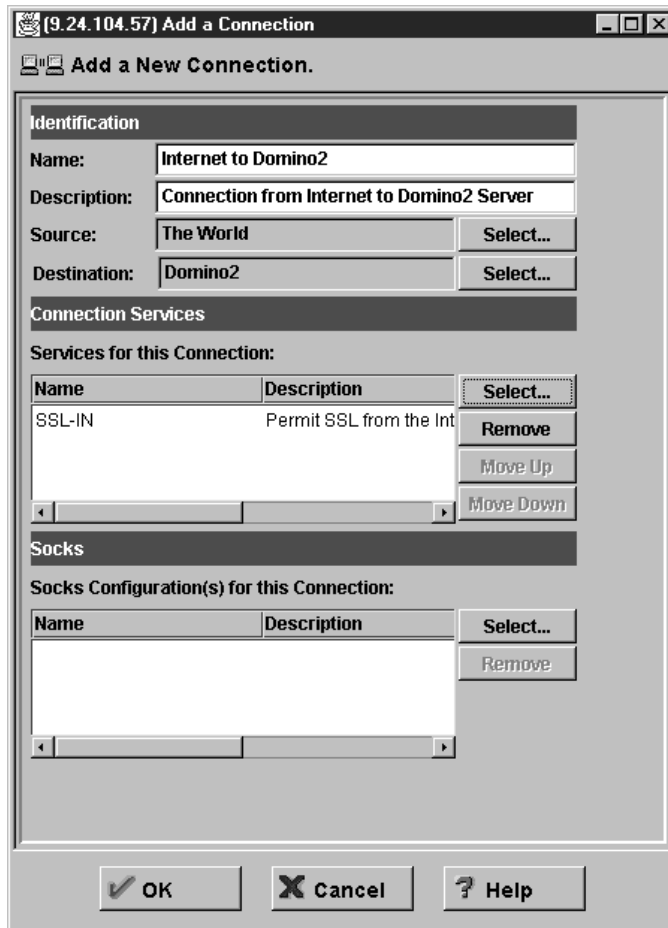 (9.24.104.57) Add a Connection
Add a New Connection.
Identification
Name: Internet to Domino2
Description: Connection from Internet to Domino2 Server
Source: The World Select...
Destination: Domino2 Select...
Connection Services
Services for this Connection:
Name Description Select...
SSL-IN Permit SSL from the Int
Remove
Move Up
Move Down
Socks
Socks Configuration(s) for this Connection:
Name Description Select...
Remove
OK Cancel Help